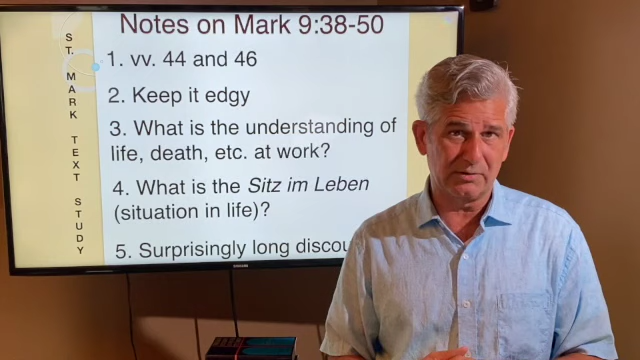 Notes on Mark 9:38-50
1. vv. 44 and 46
2. Keep it edgy
3. What is the understanding of
life, death, etc. at work?
4. What is the Sitz im Leben
(situation in life)?
5. Surprisingly long discou
ST. MARK TEXT STUDY
SAMSUNG